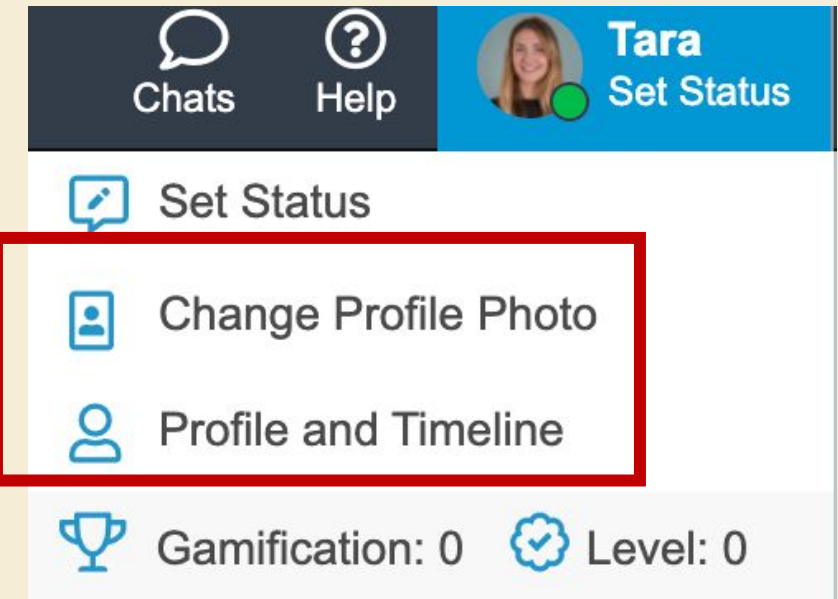 Chats
Help
Tara
Set Status
Set Status
Change Profile Photo
Profile and Timeline
Gamification: 0
Level: 0